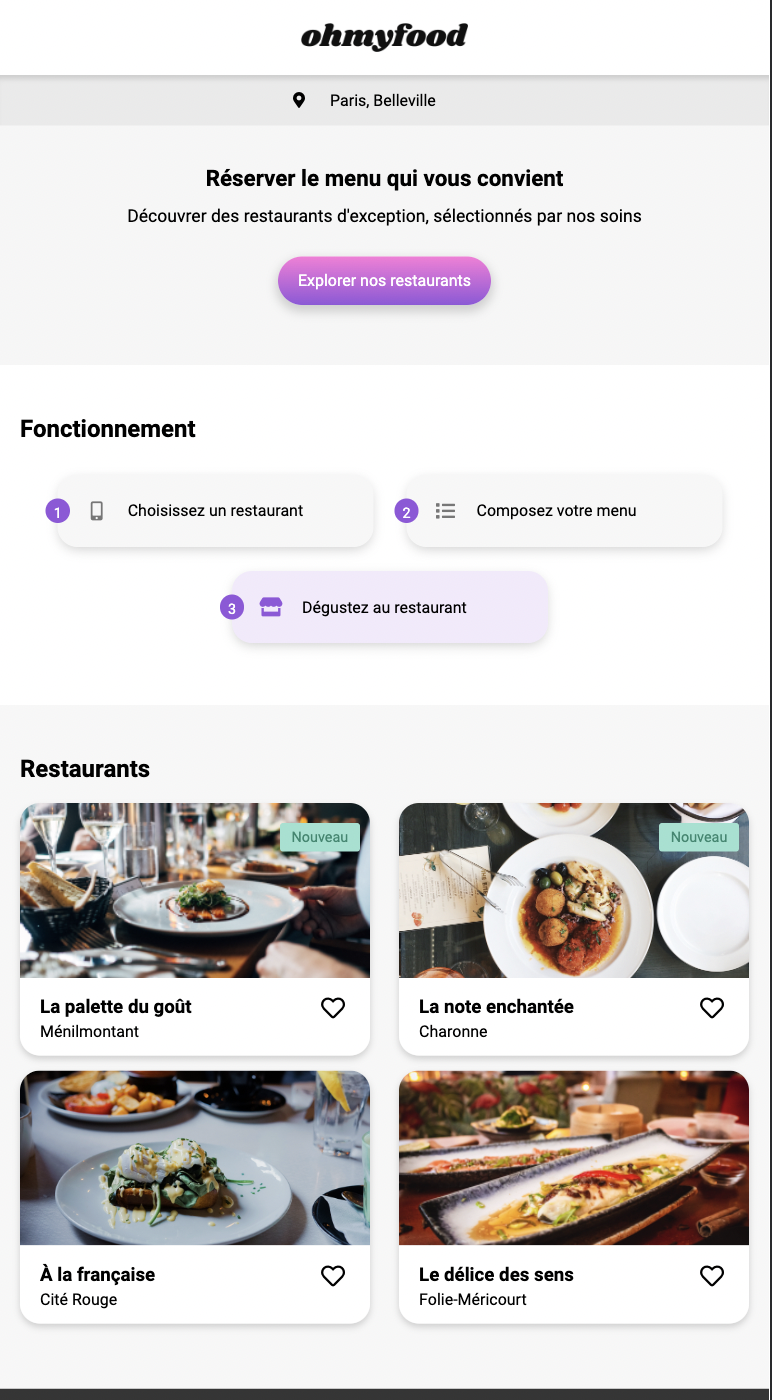 ohmyfood
Paris, Belleville
Réserver le menu qui vous convient
Découvrer des restaurants d'exception, sélectionnés par nos soins
Explorer nos restaurants
Fonctionnement
1 Choisissez un restaurant
2 Composez votre menu
3 Dégustez au restaurant
Restaurants
Nouveau
La palette du goût
Ménilmontant
Nouveau
La note enchantée
Charonne
À la française
Cité Rouge
Le délice des sens
Folie-Méricourt